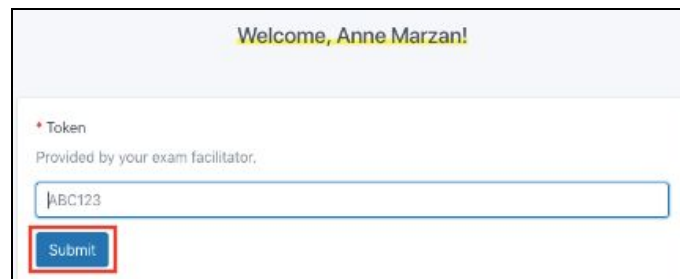 Welcome, Anne Marzan!
* Token
Provided by your exam facilitator.
ABC123
Submit